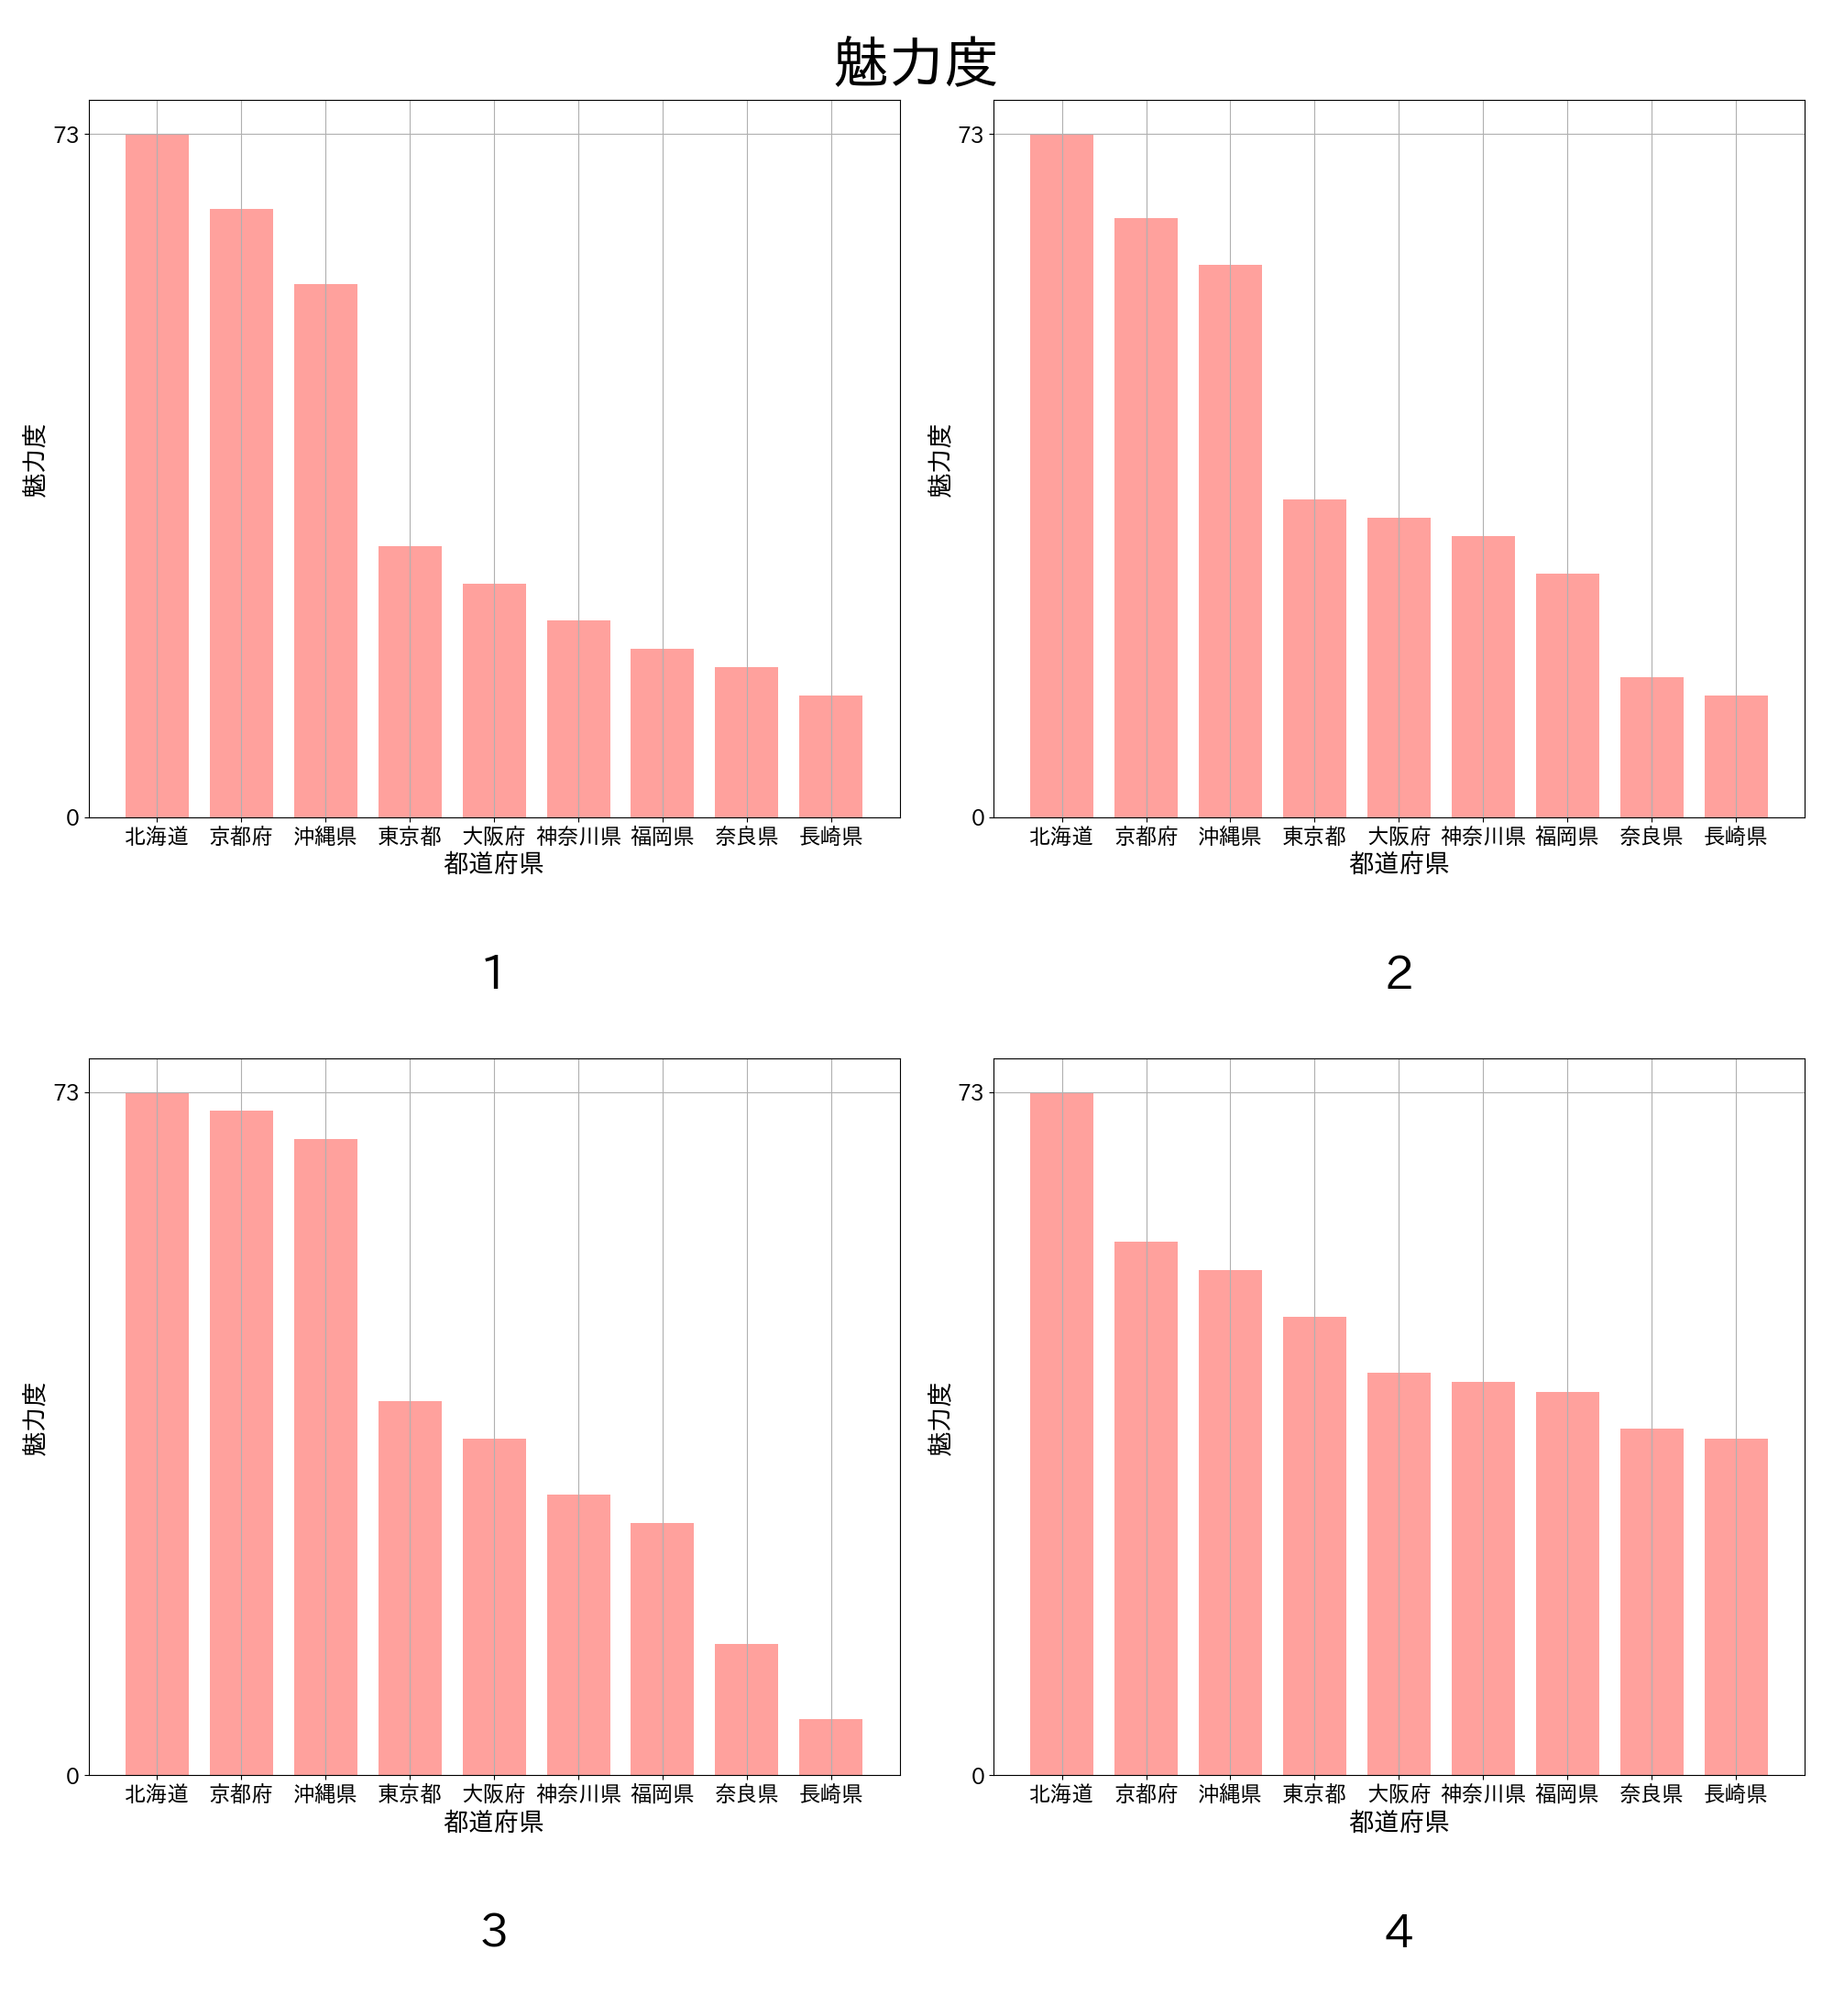 魅力度
73
0
魅力度
北海道 京都府 沖縄県 東京都 大阪府 神奈川県 福岡県 奈良県 長崎県
都道府県
1
73
0
魅力度
北海道 京都府 沖縄県 東京都 大阪府 神奈川県 福岡県 奈良県 長崎県
都道府県
2
73
0
魅力度
北海道 京都府 沖縄県 東京都 大阪府 神奈川県 福岡県 奈良県 長崎県
都道府県
3
73
0
魅力度
北海道 京都府 沖縄県 東京都 大阪府 神奈川県 福岡県 奈良県 長崎県
都道府県
4